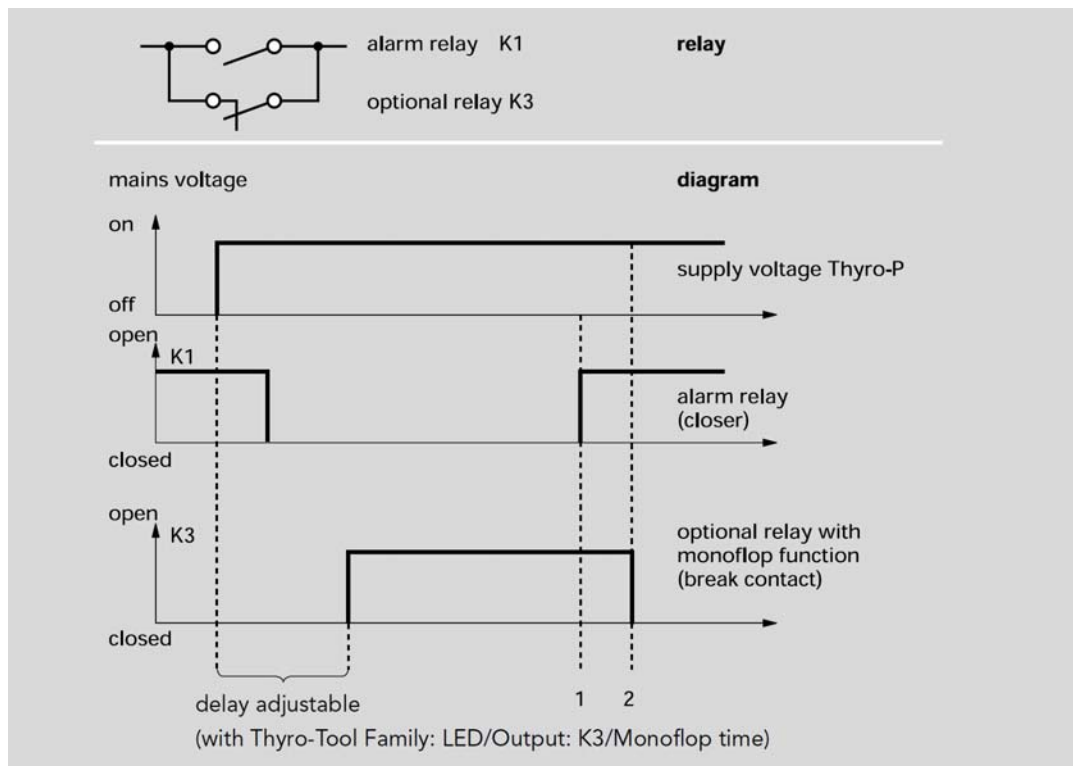 alarm relay K1
relay
optional relay K3
mains voltage
diagram
on
supply voltage Thyro-P
off
open
K1
alarm relay
(closer)
closed
open
K3
optional relay with
monoflop function
(break contact)
closed
delay adjustable
1
2
(with Thyro-Tool Family: LED/Output: K3/Monoflop time)